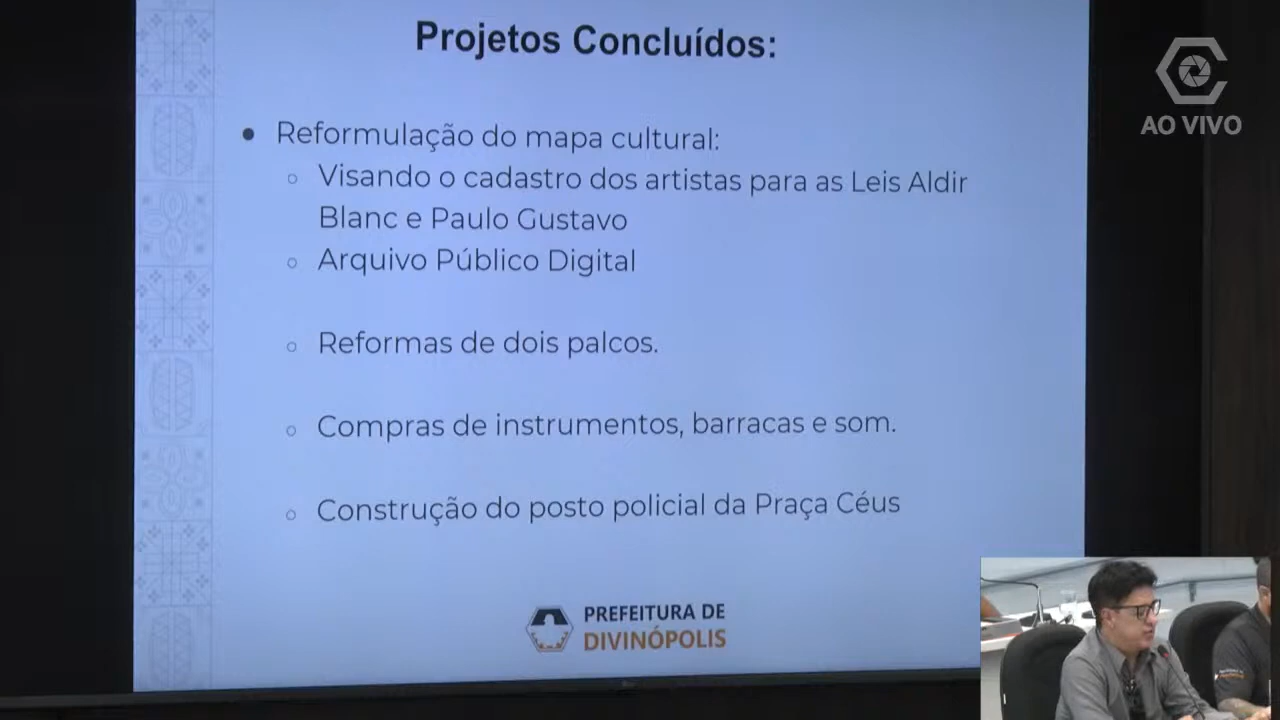 Projetos Concluídos:
AO VIVO
• Reformulação do mapa cultural:
○ Visando o cadastro dos artistas para as Leis Aldir
Blanc e Paulo Gustavo
○ Arquivo Público Digital
○ Reformas de dois palcos.
○ Compras de instrumentos, barracas e som.
○ Construção do posto policial da Praça Céus
PREFEITURA DE
DIVINÓPOLIS